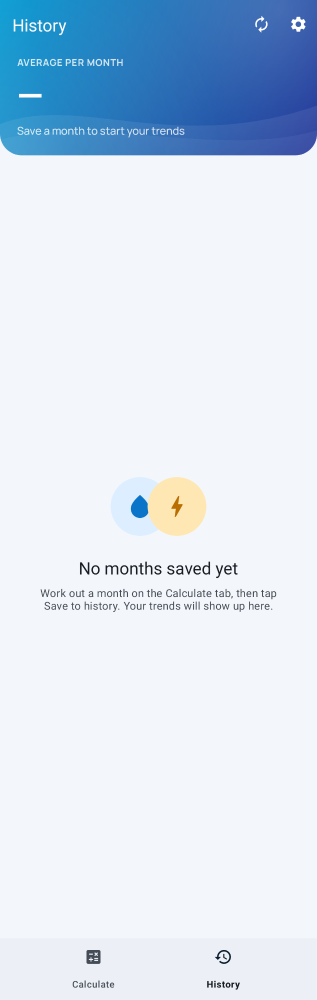 History
AVERAGE PER MONTH
—
Save a month to start your trends
No months saved yet
Work out a month on the Calculate tab, then tap
Save to history. Your trends will show up here.
Calculate
History